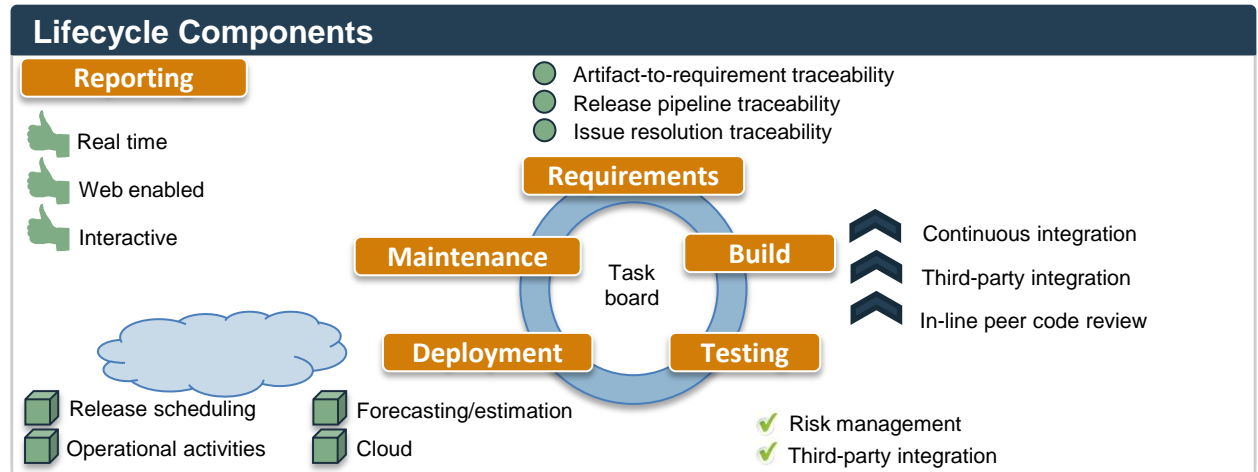 Lifecycle Components
Reporting
Real time
Web enabled
Interactive
Artifact-to-requirement traceability
Release pipeline traceability
Issue resolution traceability
Requirements
Maintenance
Build
Task
board
Deployment
Testing
Continuous integration
Third-party integration
In-line peer code review
Release scheduling
Operational activities
Forecasting/estimation
Cloud
Risk management
Third-party integration